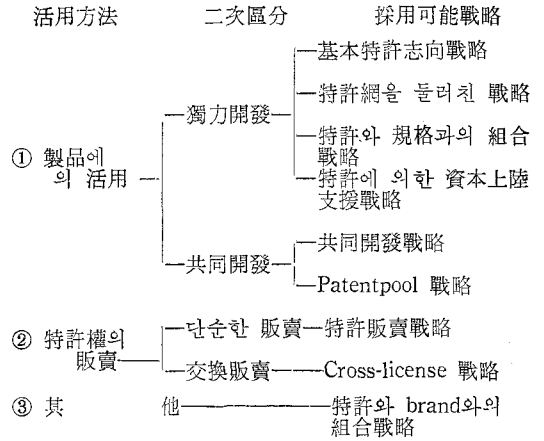 活用方法 二次區分 採用可能戰略
基本特許志向戰略
特許網을 둘러친 戰略
獨力開發
特許와 規格과의 組合
戰略
① 製品에
의 活用
特許에 의한 資本上陸
支援戰略
共同開發戰略
共同開發
Patentpool 戰略
② 特許權의
販賣
단순한 販賣 特許販賣戰略
交換販賣 Cross-license 戰略
③ 其 他 特許와 brand와의
組合戰略